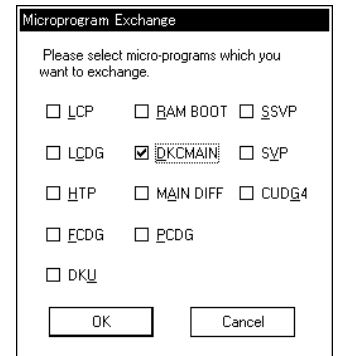 Microprogram Exchange
Please select micro-programs which you
want to exchange.
LCP RAM BOOT SSVP
LCDG DKCMAIN SVP
HTP MAIN DIFF CUDG4
FCDG PCDG
DKU
OK Cancel